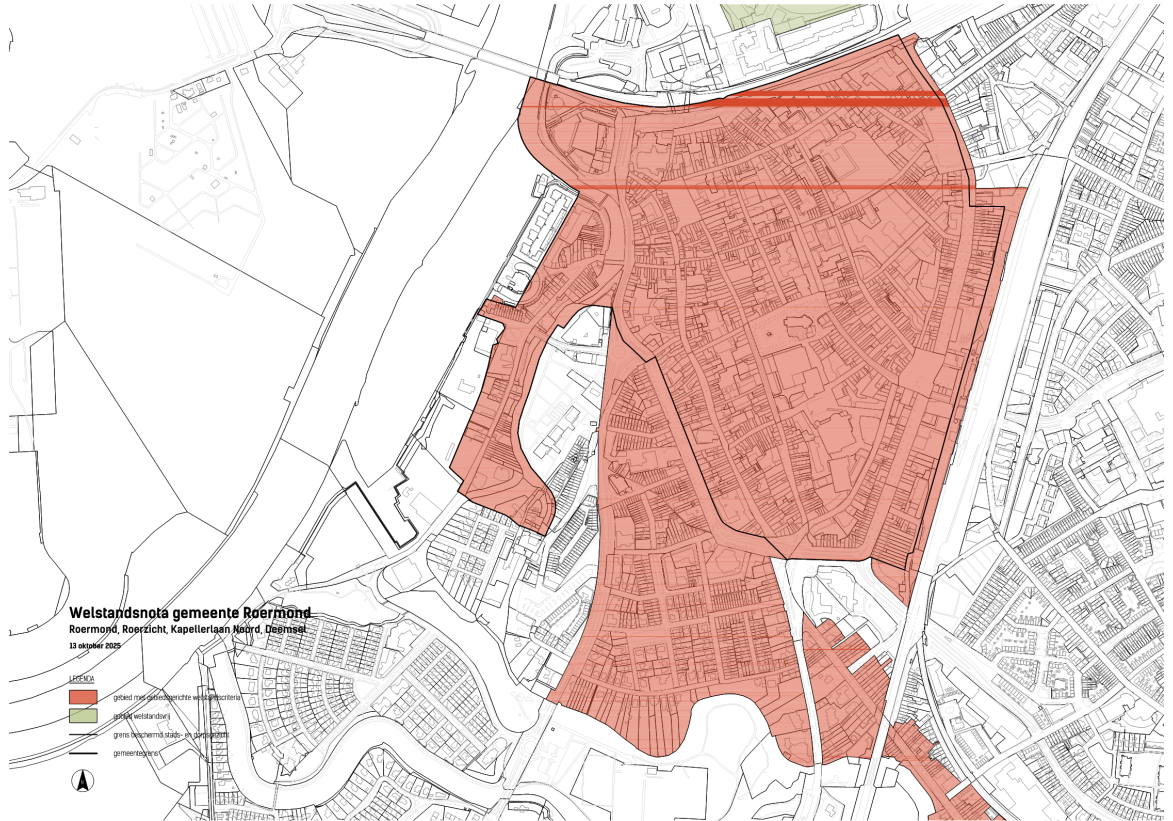 Welstandsnota gemeente Roermond
Roermond, Roerzicht, Kapellerlaan Noord, Deemsel
13 oktober 2025
LEGENDA
gebied met gebiedsgerichte welstandscriteria
gebied welstandsvrij
grens beschermd stads- en dorpsgezicht
gemeentegrens